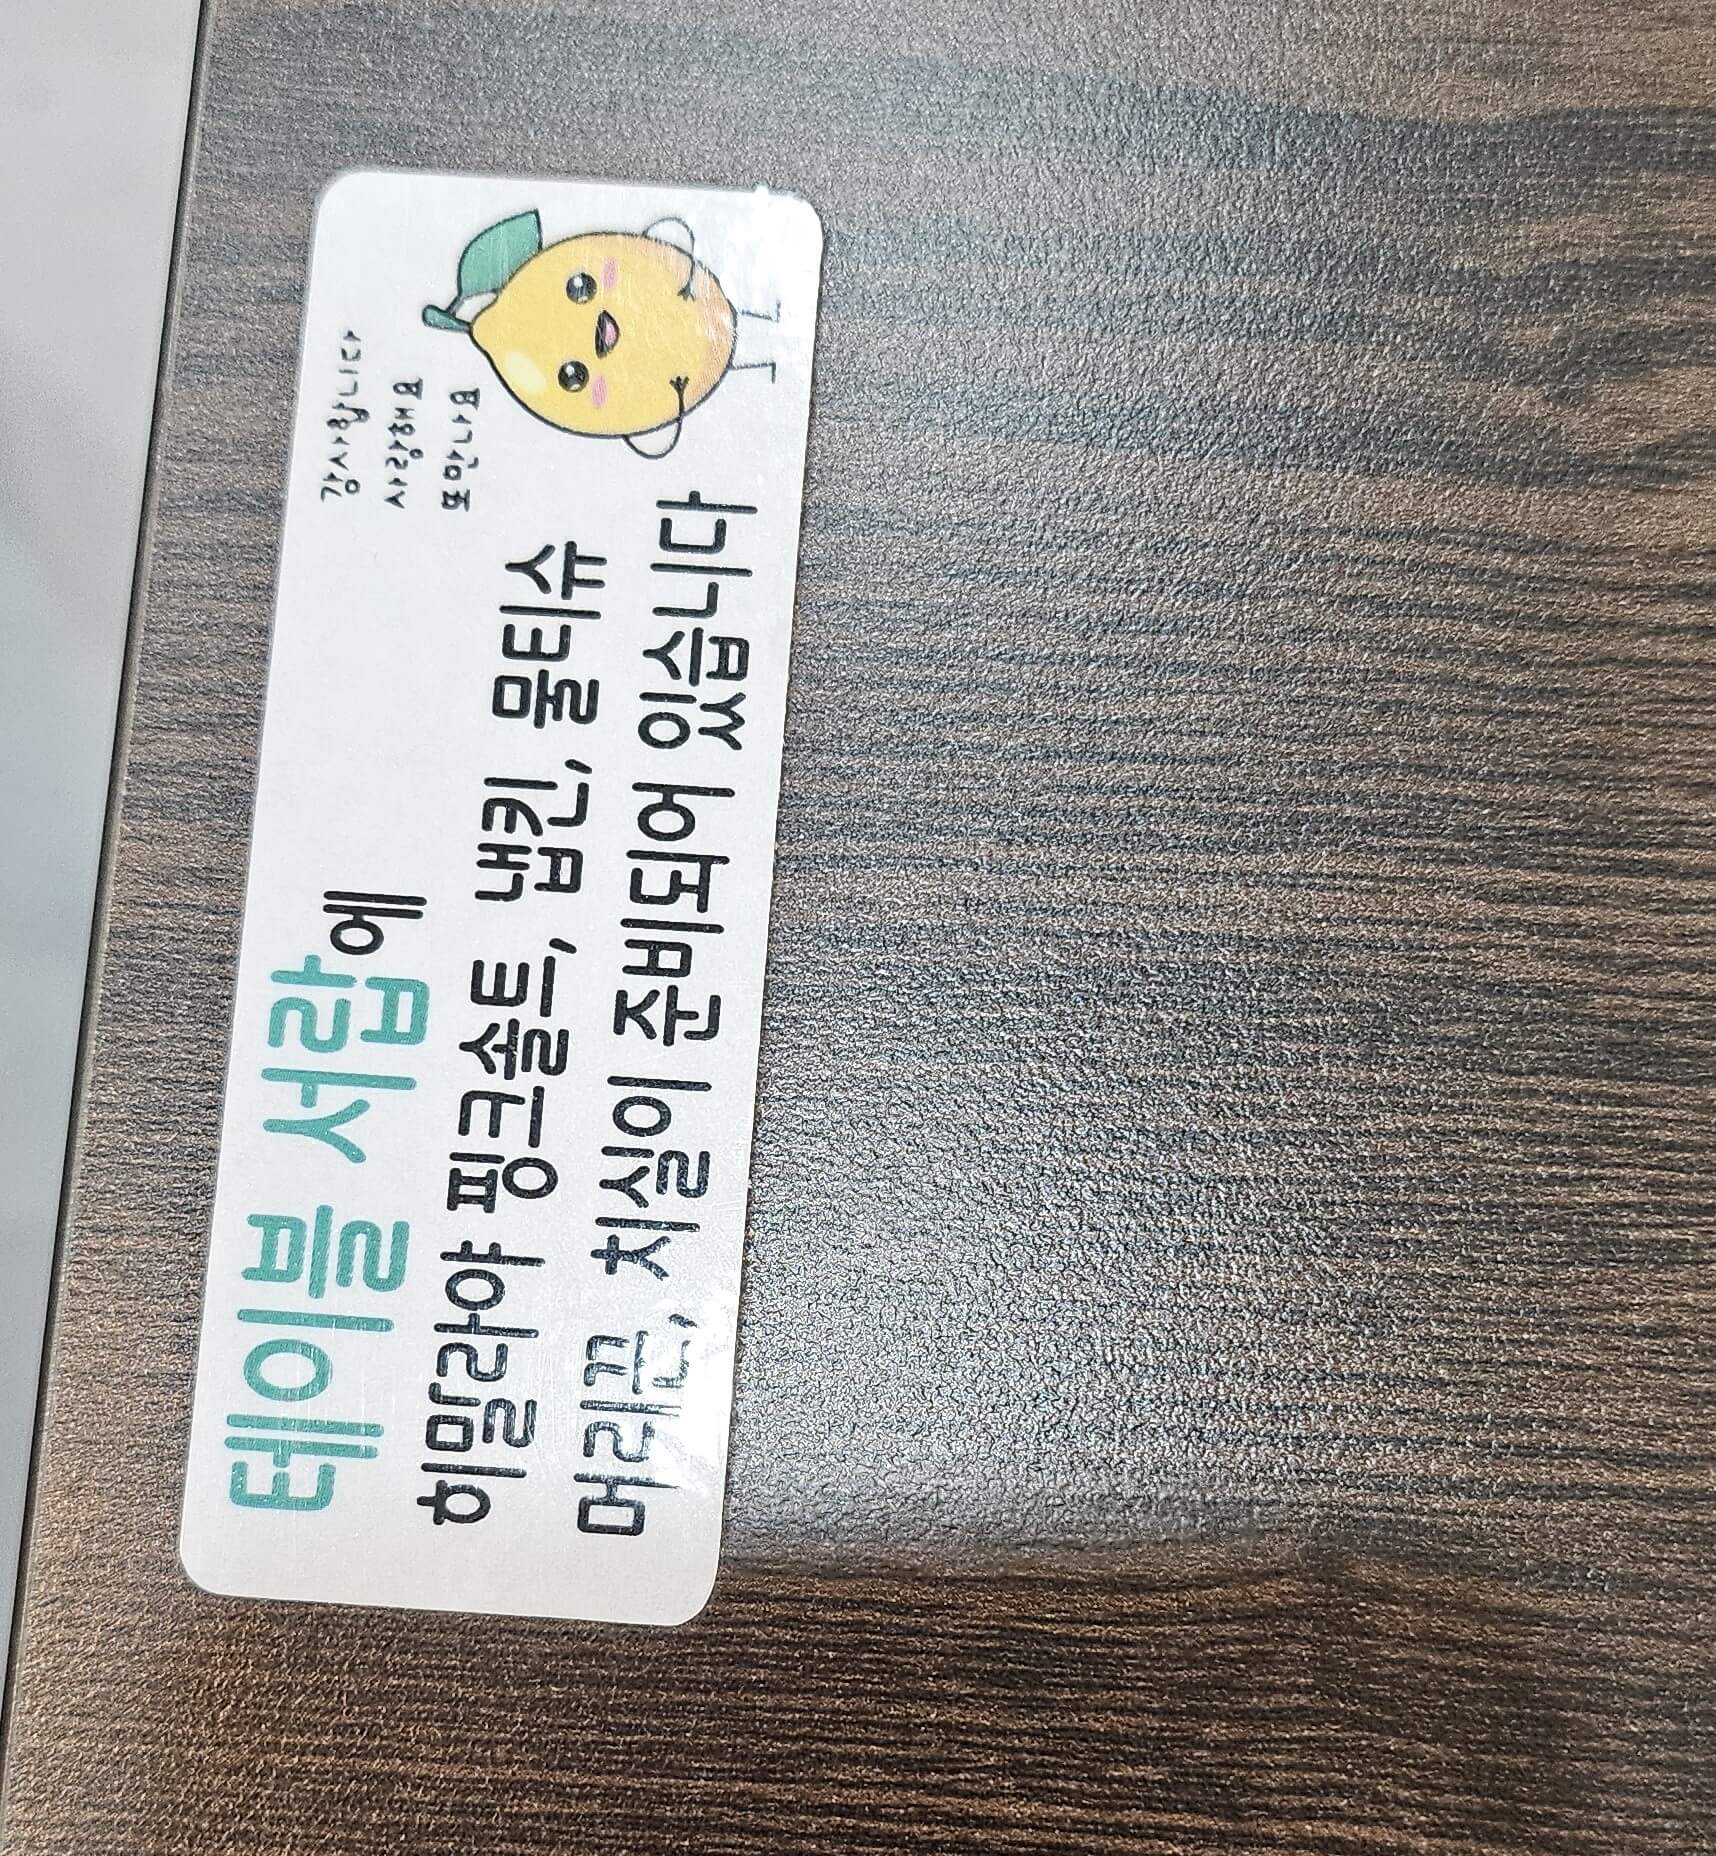 테이블 서랍에
히말라야 핑크솔트, 냅킨, 물티슈
머리끈, 치실이 준비되어 있습니다
감사합니다
사랑해요
또만나요